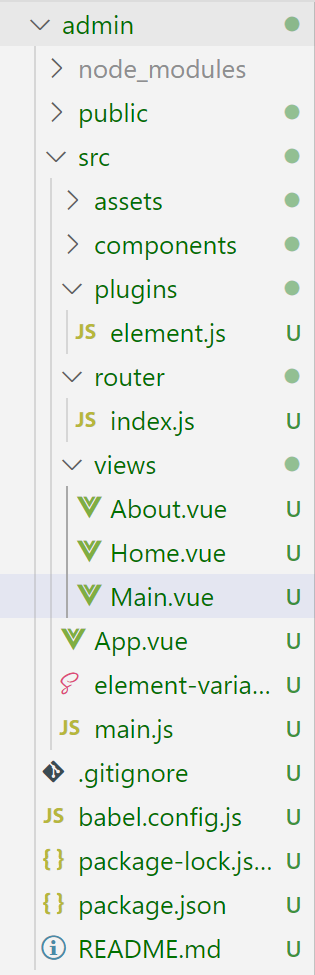 admin
node_modules
public
src
assets
components
plugins
JS element.js U
router
JS index.js U
views
About.vue U
Home.vue U
Main.vue U
App.vue U
element-varia... U
JS main.js U
.gitignore U
JS babel.config.js U
{ } package-lock.js... U
{ } package.json U
README.md U